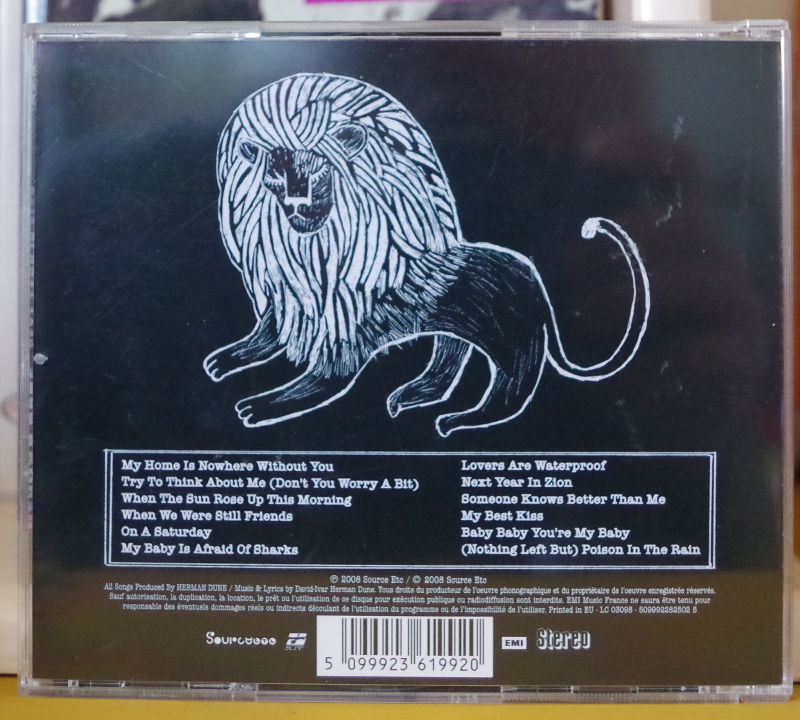 My Home Is Nowhere Without You
Try To Think About Me (Don't You Worry A Bit)
When The Sun Rose Up This Morning
When We Were Still Friends
On A Saturday
My Baby Is Afraid Of Sharks
Lovers Are Waterproof
Next Year In Zion
Someone Knows Better Than Me
My Best Kiss
Baby Baby You're My Baby
(Nothing Left But) Poison In The Rain
℗ 2008 Source Etc / © 2008 Source Etc
All Songs Produced By HERMAN DUNE / Music & Lyrics by David-Ivar Herman Dune. Tous droits du producteur de l'oeuvre phonographique et du propriétaire de l'oeuvre enregistrée réservés.
Sauf autorisation, la duplication, la location, le prêt ou l'utilisation de ce disque pour exécution publique ou radiodiffusion sont interdits. EMI Music France ne saura être tenu pour
responsable des éventuels dommages réels ou indirects découlant de l'utilisation du programme ou de l'impossibilité de l'utiliser. Printed in EU - LC 03098 - 509992282502 5
SCPP
5 099923 619920
EMI
Stereo